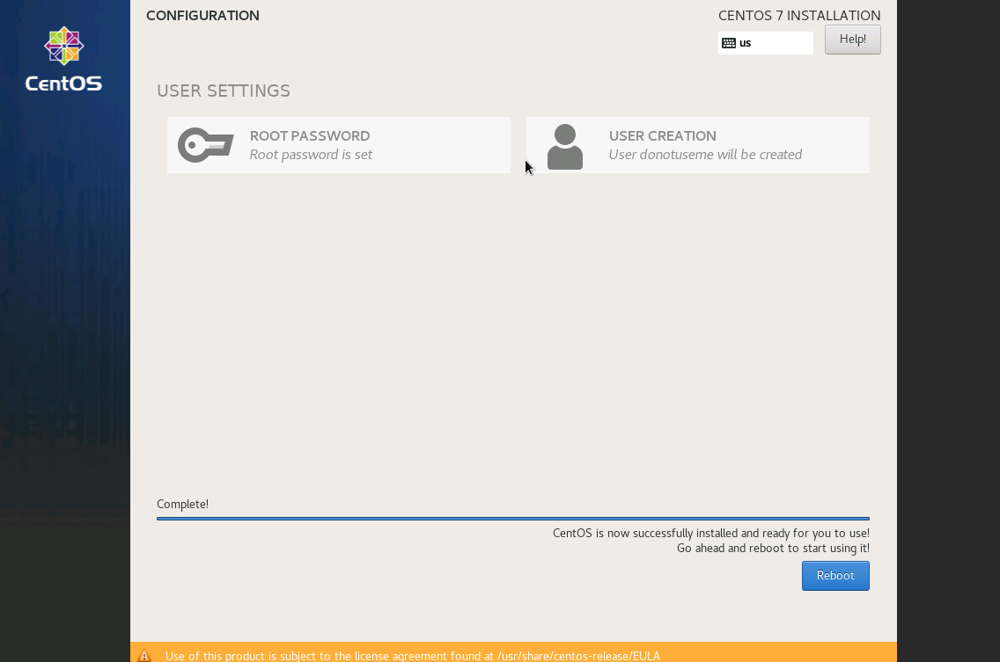 CONFIGURATION
CENTOS 7 INSTALLATION
us
Help!
CentOS
USER SETTINGS
ROOT PASSWORD
Root password is set
USER CREATION
User donotuseme will be created
Complete!
CentOS is now successfully installed and ready for you to use!
Go ahead and reboot to start using it!
Reboot
Use of this product is subject to the license agreement found at /usr/share/centos-release/EULA